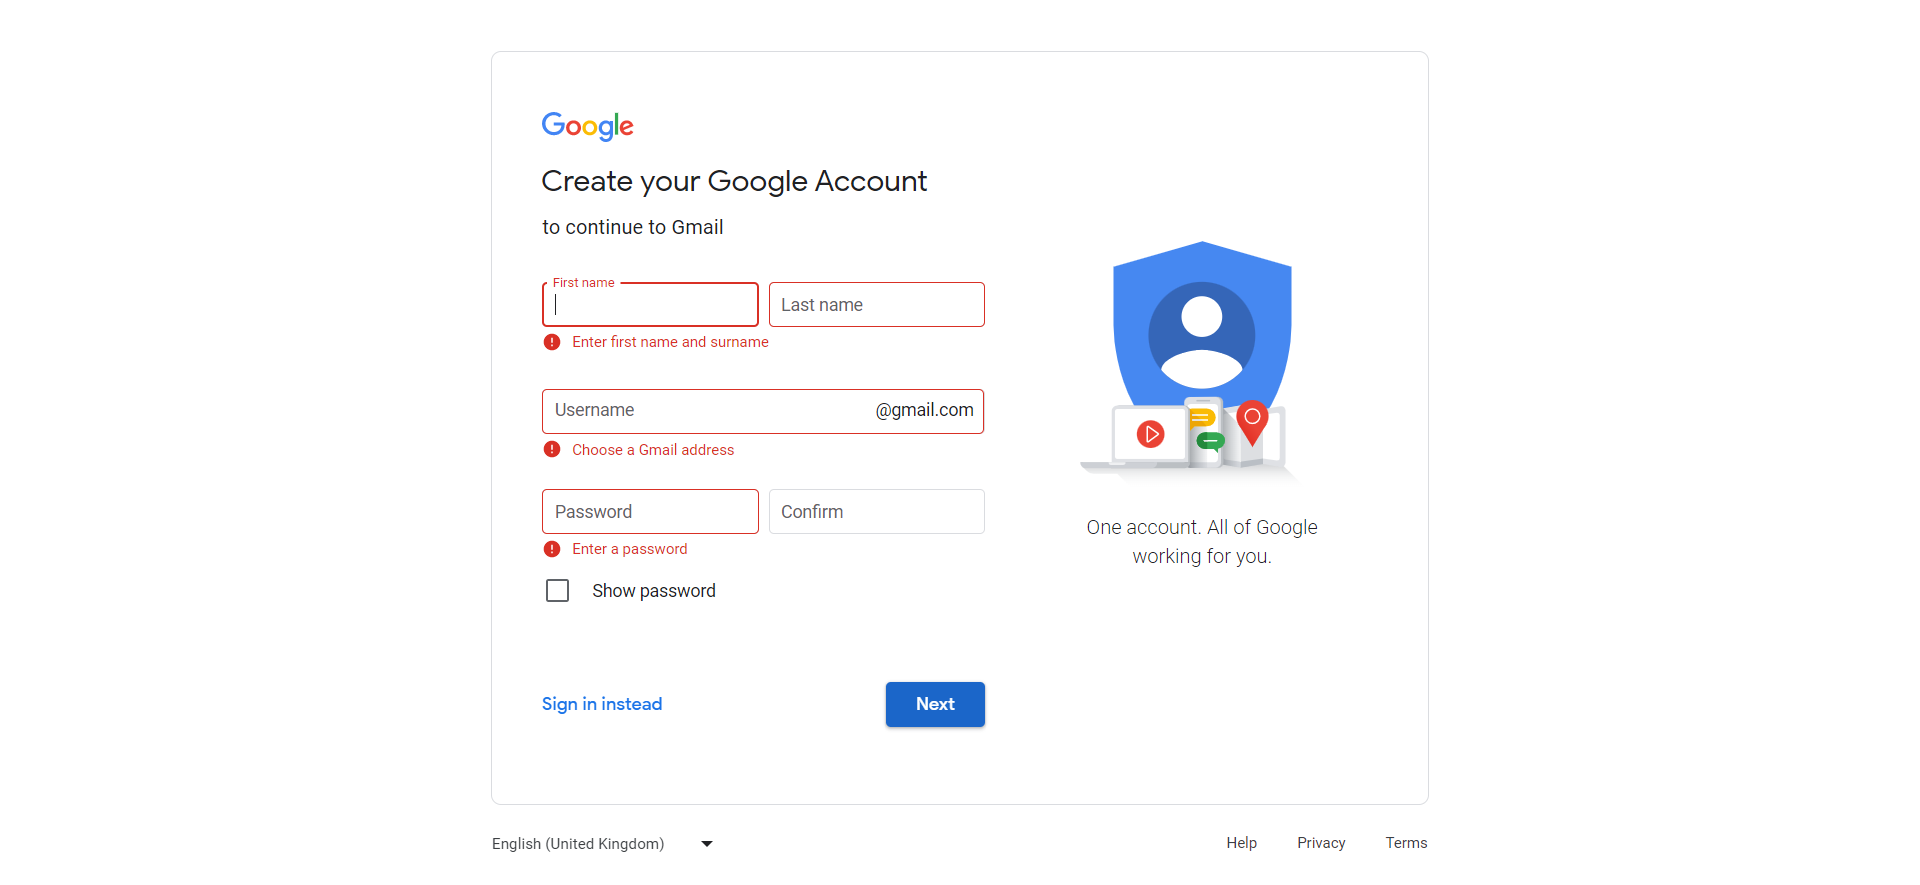 Google
Create your Google Account
to continue to Gmail
First name
Last name
Enter first name and surname
Username @gmail.com
Choose a Gmail address
Password
Confirm
Enter a password
Show password
Sign in instead
Next
One account. All of Google
working for you.
English (United Kingdom)
Help
Privacy
Terms